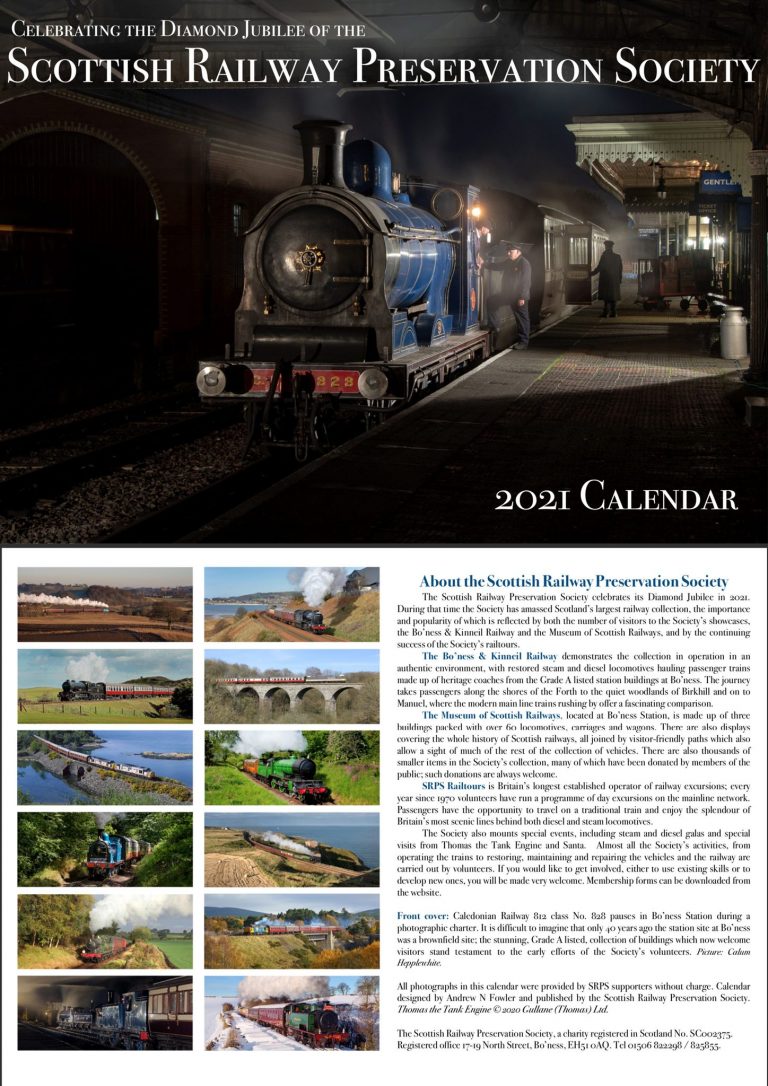 Celebrating the Diamond Jubilee of the
Scottish Railway Preservation Society
GENTLE
TICKET
OFFICE
828
2021 Calendar
About the Scottish Railway Preservation Society
The Scottish Railway Preservation Society celebrates its Diamond Jubilee in 2021.
During that time the Society has amassed Scotland's largest railway collection, the importance
and popularity of which is reflected by both the number of visitors to the Society's showcases,
the Bo'ness & Kinneil Railway and the Museum of Scottish Railways, and by the continuing
success of the Society's railtours.
The Bo'ness & Kinneil Railway demonstrates the collection in operation in an
authentic environment, with restored steam and diesel locomotives hauling passenger trains
made up of heritage coaches from the Grade A listed station buildings at Bo'ness. The journey
takes passengers along the shores of the Forth to the quiet woodlands of Birkhill and on to
Manuel, where the modern main line trains rushing by offer a fascinating comparison.
The Museum of Scottish Railways, located at Bo'ness Station, is made up of three
buildings packed with over 60 locomotives, carriages and wagons. There are also displays
covering the whole history of Scottish railways, all joined by visitor-friendly paths which also
allow a sight of much of the rest of the collection of vehicles. There are also thousands of
smaller items in the Society's collection, many of which have been donated by members of the
public; such donations are always welcome.
SRPS Railtours is Britain's longest established operator of railway excursions; every
year since 1970 volunteers have run a programme of day excursions on the mainline network.
Passengers have the opportunity to travel on a traditional train and enjoy the splendour of
Britain's most scenic lines behind both diesel and steam locomotives.
The Society also mounts special events, including steam and diesel galas and special
visits from Thomas the Tank Engine and Santa. Almost all the Society's activities, from
operating the trains to restoring, maintaining and repairing the vehicles and the railway are
carried out by volunteers. If you would like to get involved, either to use existing skills or to
develop new ones, you will be made very welcome. Membership forms can be downloaded from
the website.
Front cover: Caledonian Railway 812 class No. 828 pauses in Bo'ness Station during a
photographic charter. It is difficult to imagine that only 40 years ago the station site at Bo'ness
was a brownfield site; the stunning, Grade A listed, collection of buildings which now welcome
visitors stand testament to the early efforts of the Society's volunteers. Picture: Calum
Hepplewhite.
All photographs in this calendar were provided by SRPS supporters without charge. Calendar
designed by Andrew N Fowler and published by the Scottish Railway Preservation Society.
Thomas the Tank Engine © 2020 Gullane (Thomas) Ltd.
The Scottish Railway Preservation Society, a charity registered in Scotland No. SC002375.
Registered office 17-19 North Street, Bo'ness, EH51 0AQ. Tel 01506 822298 / 825855.